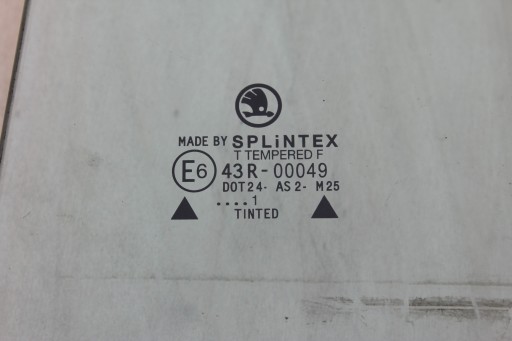 MADE BY SPLiNTEX
T TEMPERED F
E6 43R-00049
DOT24- AS2- M25
....1
TINTED